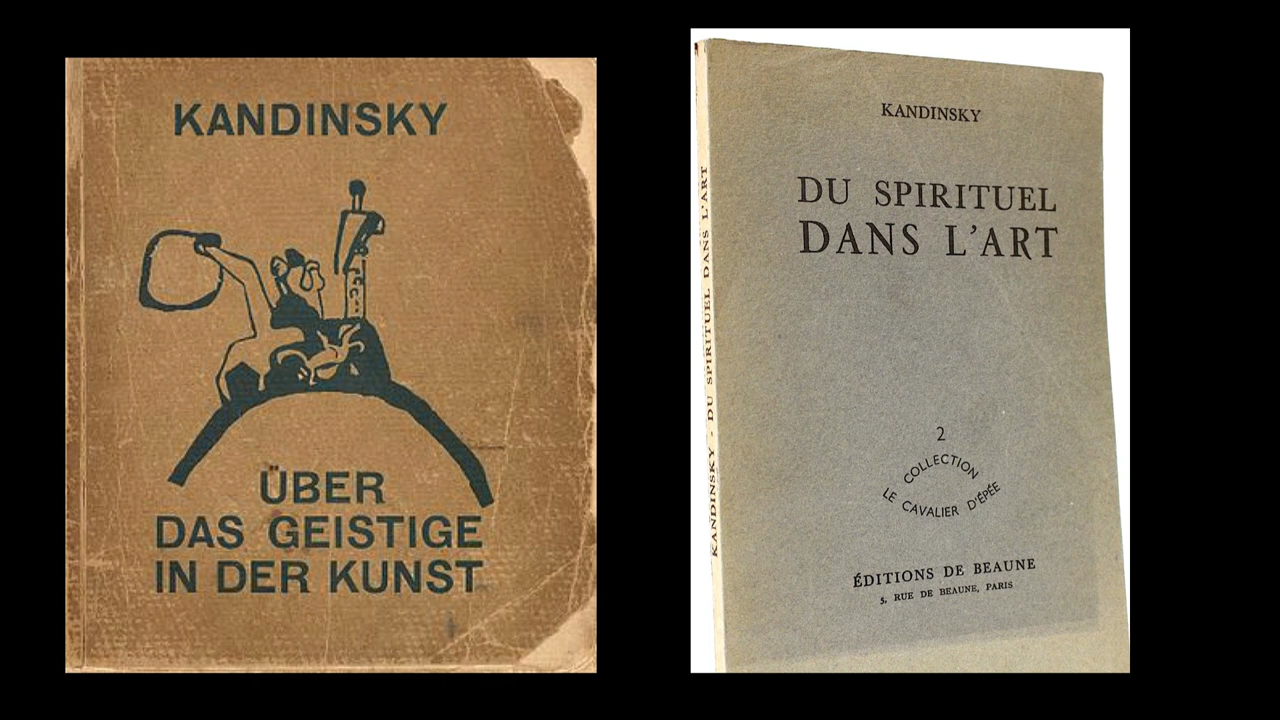 KANDINSKY
ÜBER
DAS GEISTIGE
IN DER KUNST
KANDINSKY - DU SPIRITUEL DANS L'ART
KANDINSKY
DU SPIRITUEL
DANS L'ART
2
COLLECTION
LE CAVALIER D'ÉPÉE
ÉDITIONS DE BEAUNE
5, RUE DE BEAUNE, PARIS